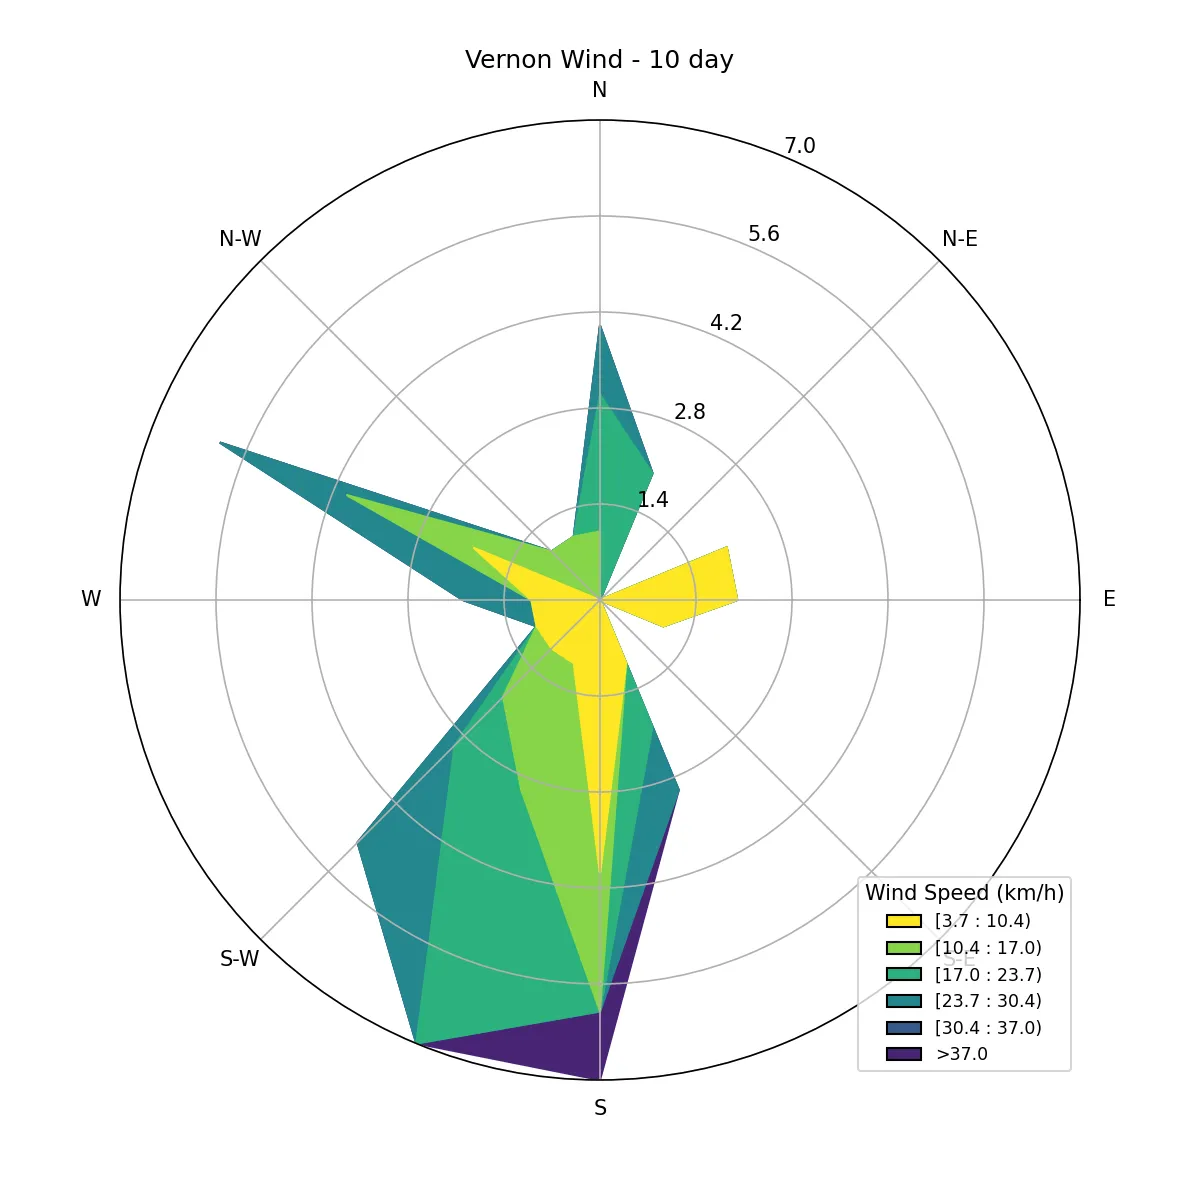 Vernon Wind - 10 day
N
7.0
5.6
N-W
N-E
4.2
2.8
1.4
W
E
Wind Speed (km/h)
[3.7 : 10.4)
[10.4 : 17.0)
S-W
S-E
[17.0 : 23.7)
[23.7 : 30.4)
[30.4 : 37.0)
>37.0
S